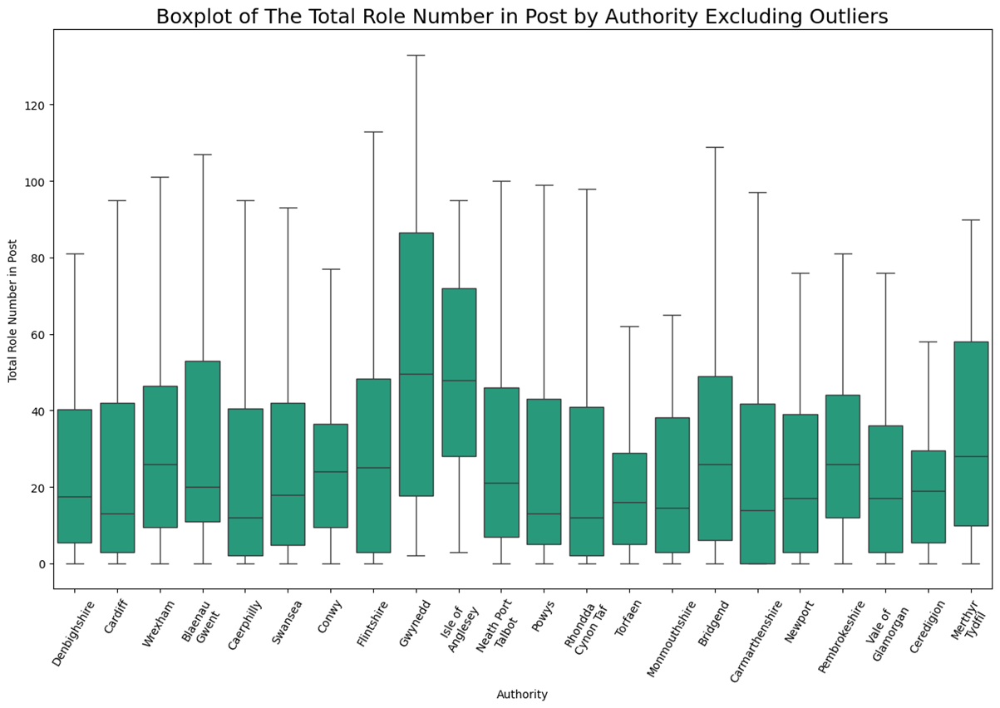 Boxplot of The Total Role Number in Post by Authority Excluding Outliers
Total Role Number in Post
120
100
80
60
40
20
0
Denbighshire
Cardiff
Wrexham
Blaenau
Gwent
Caerphilly
Swansea
Conwy
Flintshire
Gwynedd
Isle of
Anglesey
Neath Port
Talbot
Powys
Rhondda
Cynon Taf
Torfaen
Monmouthshire
Bridgend
Carmarthenshire
Newport
Pembrokeshire
Vale of
Glamorgan
Ceredigion
Merthyr
Tydfil
Authority